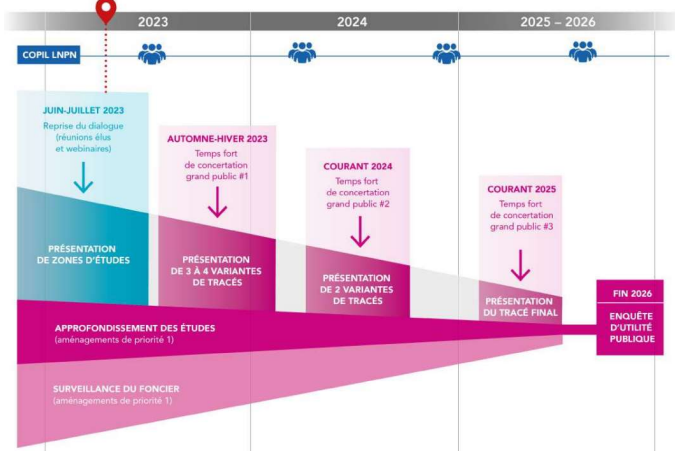 2023
2024
2025 – 2026
COPIL LNPN
JUIN-JUILLET 2023
Reprise du dialogue
(réunions élus
et webinaires)
AUTOMNE-HIVER 2023
Temps fort
de concertation
grand public #1
COURANT 2024
Temps fort
de concertation
grand public #2
COURANT 2025
Temps fort
de concertation
grand public #3
PRÉSENTATION
DE ZONES D'ÉTUDES
PRÉSENTATION
DE 3 À 4 VARIANTES
DE TRACÉS
PRÉSENTATION
DE 2 VARIANTES
DE TRACÉS
PRÉSENTATION
DU TRACÉ FINAL
FIN 2026
ENQUÊTE
D'UTILITÉ
PUBLIQUE
APPROFONDISSEMENT DES ÉTUDES
(aménagements de priorité 1)
SURVEILLANCE DU FONCIER
(aménagements de priorité 1)